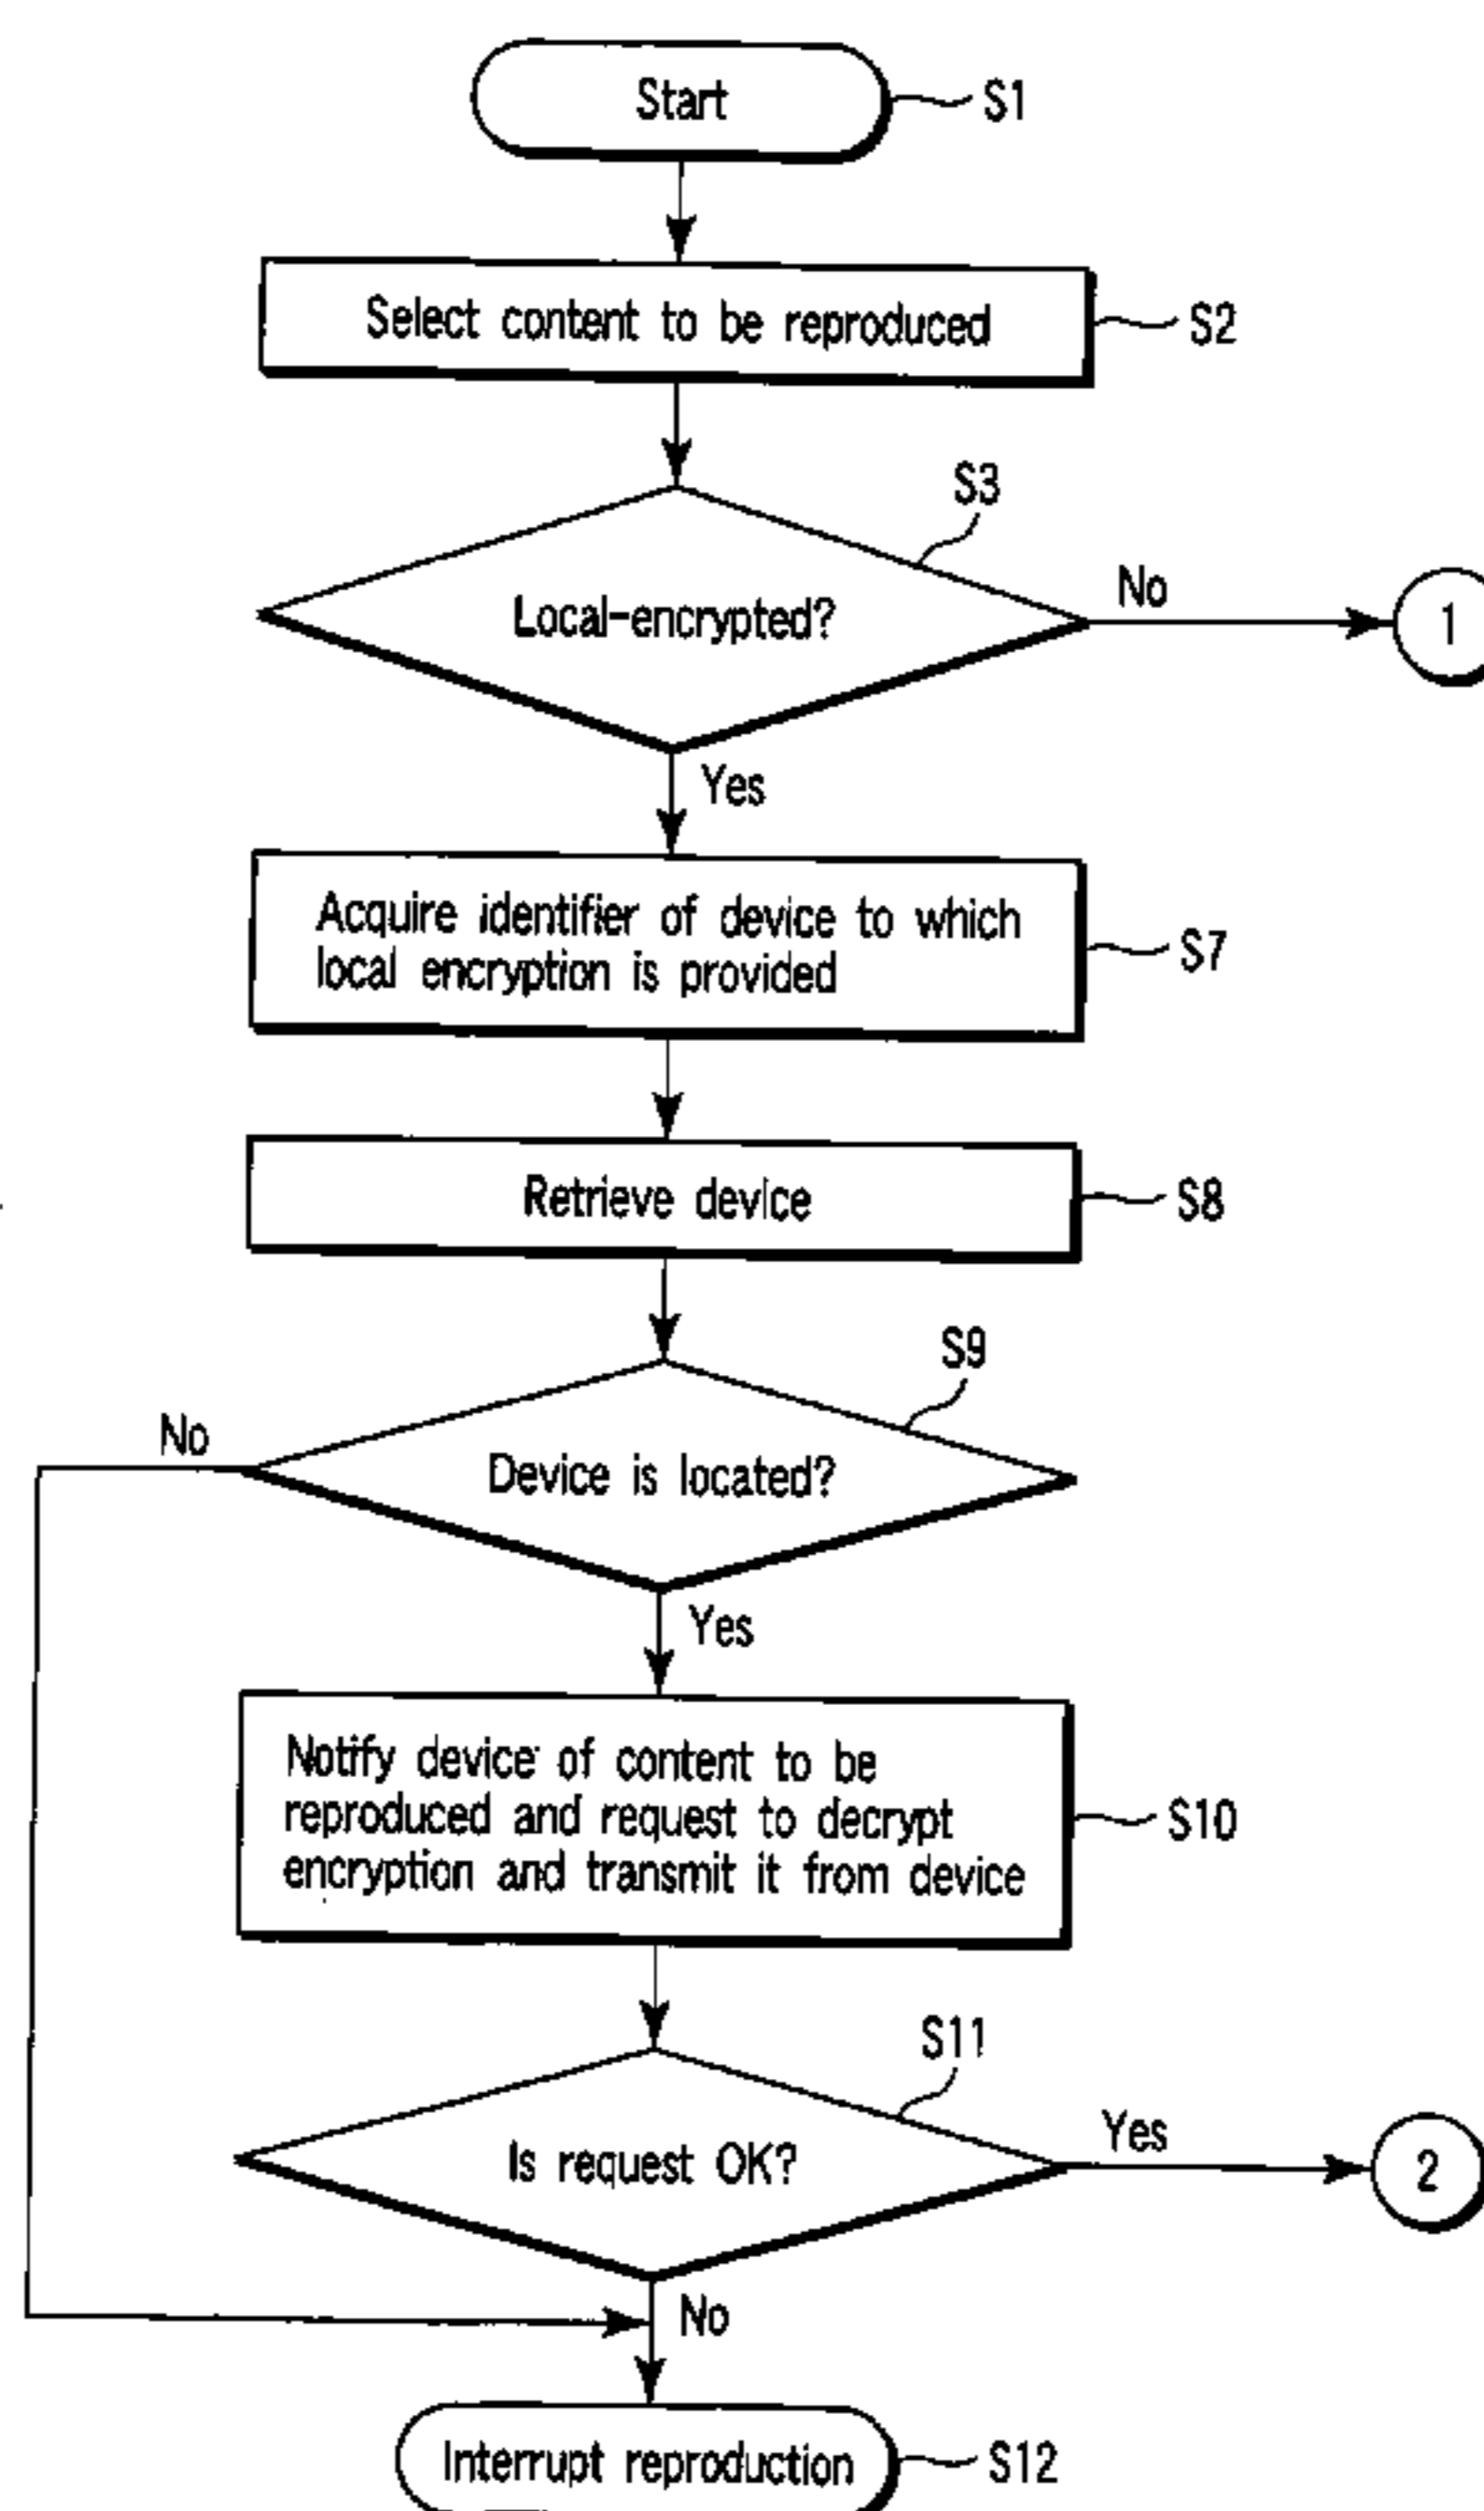 Start
S1
Select content to be reproduced
S2
S3
Local-encrypted?
No
1
Yes
Acquire identifier of device to which
local encryption is provided
S7
Retrieve device
S8
S9
No
Device is located?
Yes
Notify device of content to be
reproduced and request to decrypt
encryption and transmit it from device
S10
S11
Is request OK?
Yes
2
No
Interrupt reproduction
S12